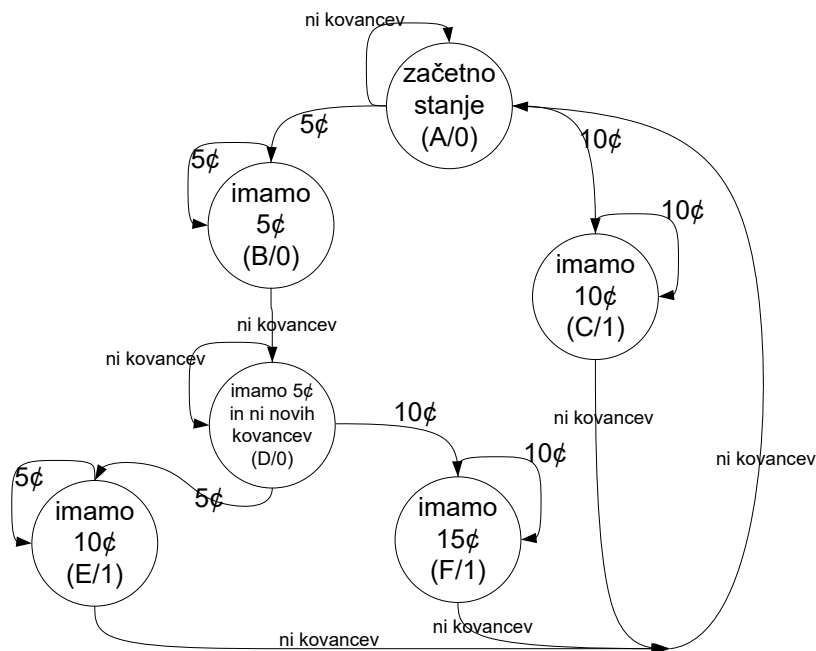 ni kovancev
začetno
stanje
(A/0)
5¢
10¢
5¢
imamo
5¢
(B/0)
10¢
imamo
10¢
(C/1)
ni kovancev
ni kovancev
imamo 5¢
in ni novih
kovancev
(D/0)
10¢
ni kovancev
10¢
ni kovancev
5¢
5¢
imamo
10¢
(E/1)
imamo
15¢
(F/1)
ni kovancev
ni kovancev